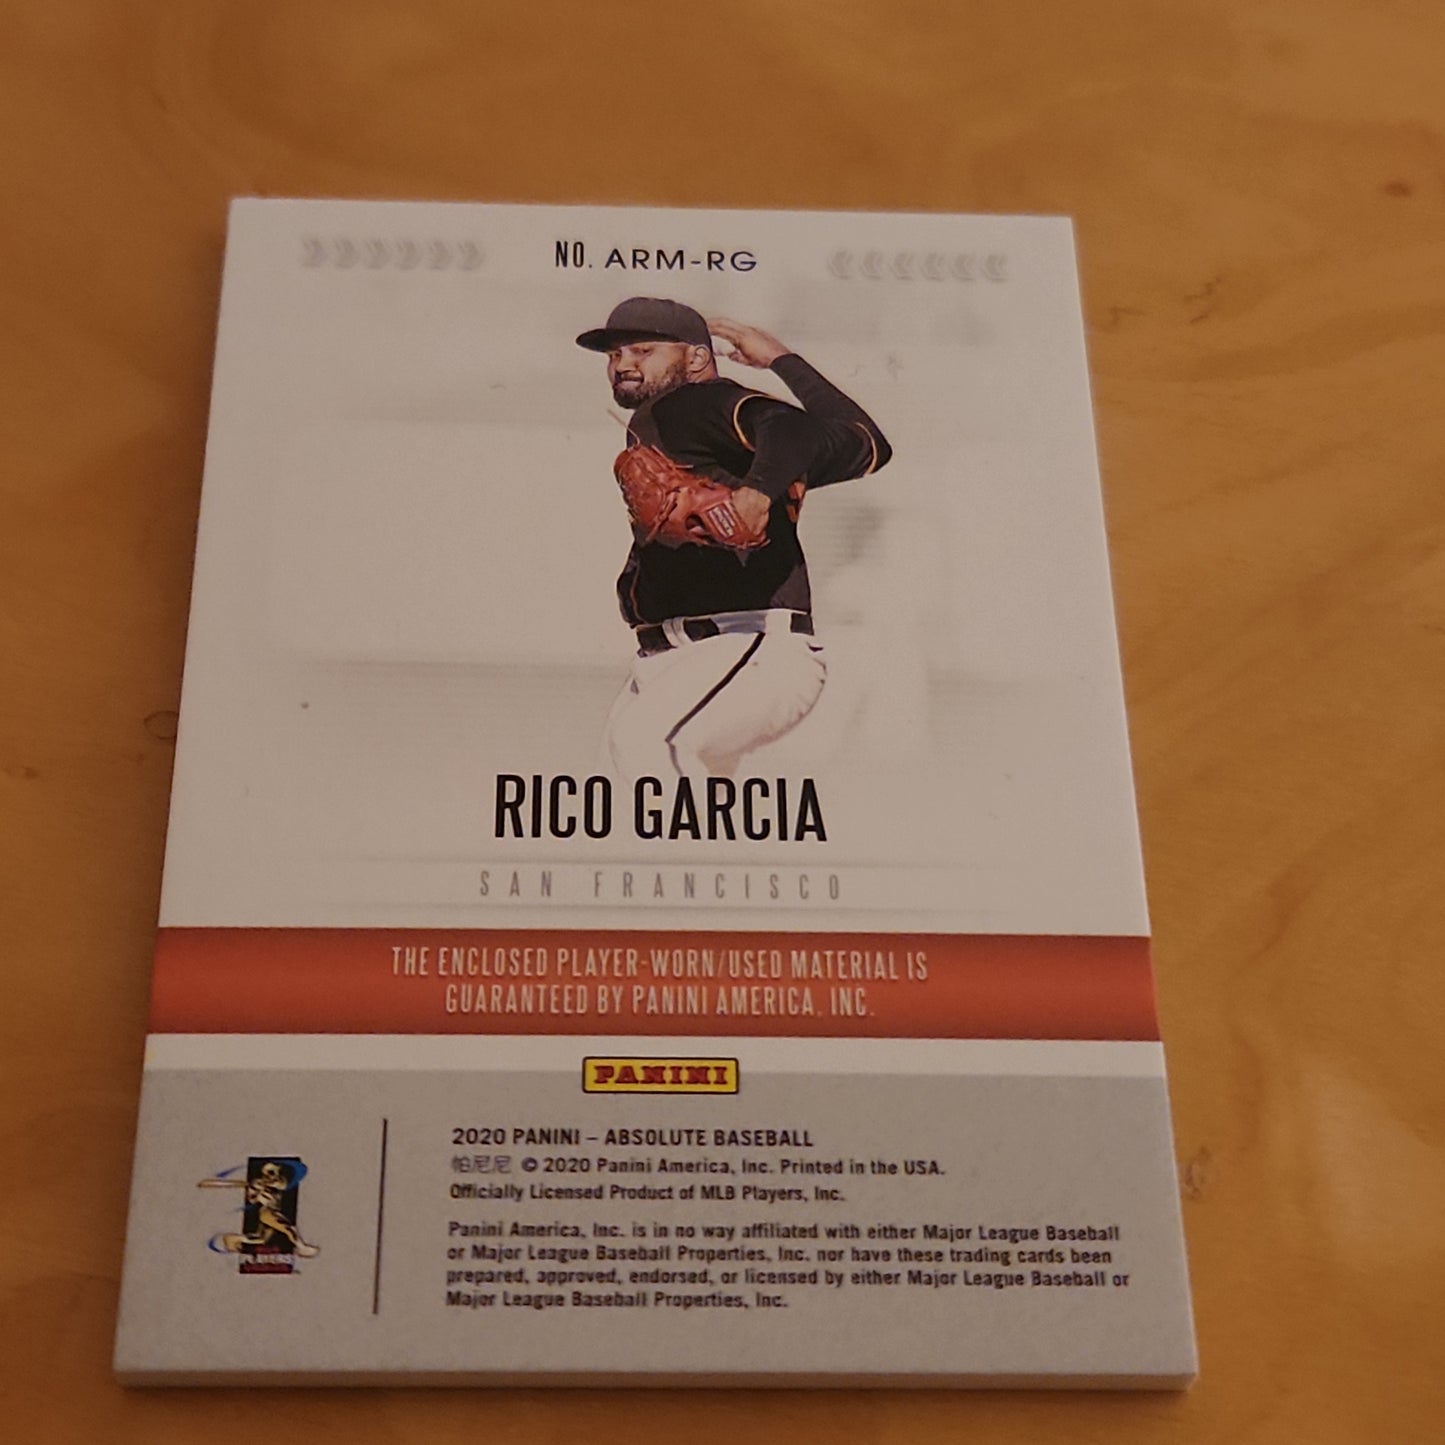 NO. ARM-RG
RICO GARCIA
SAN FRANCISCO
THE ENCLOSED PLAYER-WORN/USED MATERIAL IS
GUARANTEED BY PANINI AMERICA, INC.
PANINI
2020 PANINI – ABSOLUTE BASEBALL
帕尼尼 © 2020 Panini America, Inc. Printed in the USA.
Officially Licensed Product of MLB Players, Inc.
Panini America, Inc. is in no way affiliated with either Major League Baseball
or Major League Baseball Properties, Inc. nor have these trading cards been
prepared, approved, endorsed, or licensed by either Major League Baseball or
Major League Baseball Properties, Inc.
PLAYERS